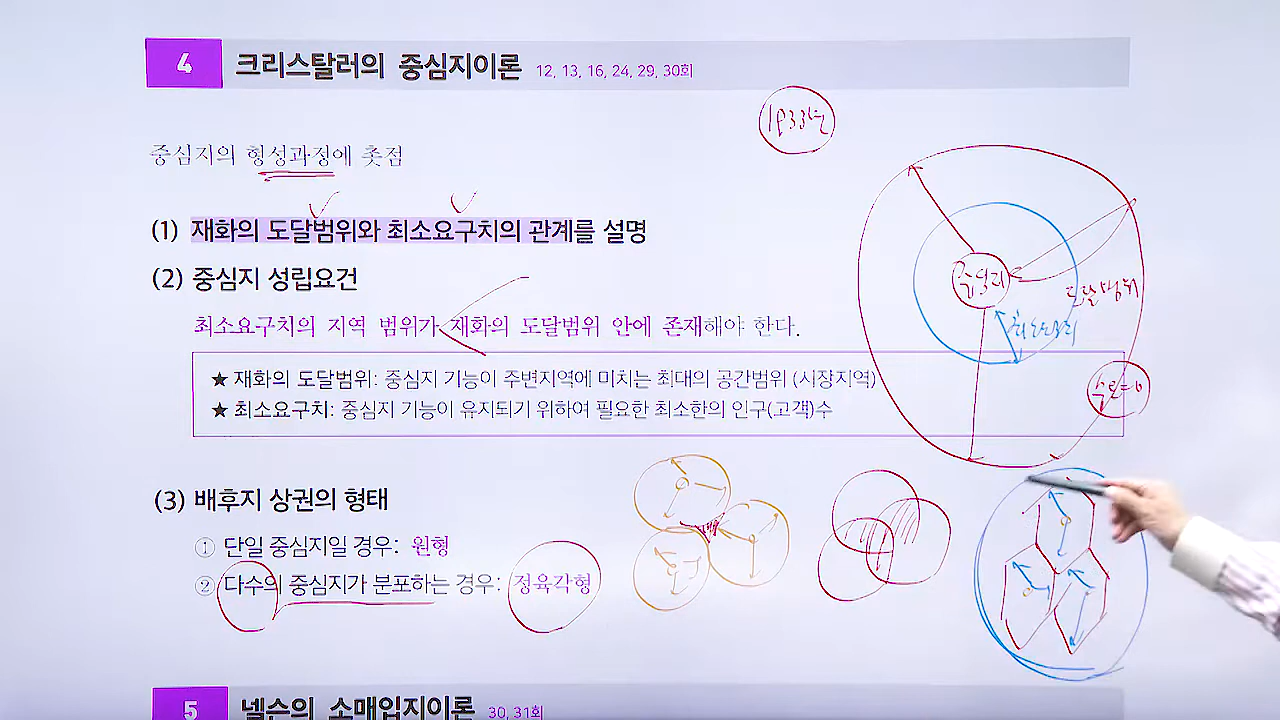 4 크리스탈러의 중심지이론 12, 13, 16, 24, 29, 30회
1933년
중심지의 형성과정에 촛점
(1) 재화의 도달범위와 최소요구치의 관계를 설명
(2) 중심지 성립요건
최소요구치의 지역 범위가 재화의 도달범위 안에 존재해야 한다.
★ 재화의 도달범위: 중심지 기능이 주변지역에 미치는 최대의 공간범위 (시장지역)
★ 최소요구치: 중심지 기능이 유지되기 위하여 필요한 최소한의 인구(고객)수
중심지
도달범위
(3) 배후지 상권의 형태
① 단일 중심지일 경우: 원형
② 다수의 중심지가 분포하는 경우: 정육각형
5 넬슨의 소매입지이론 30, 31회